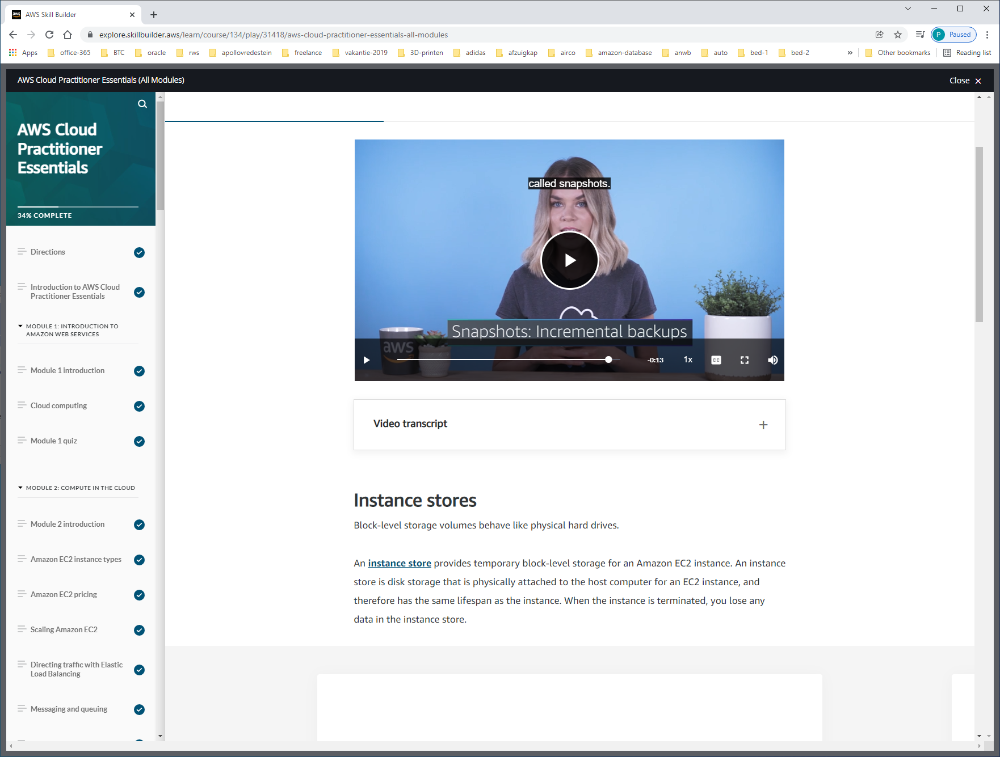 AWS Skill Builder
explore.skillbuilder.aws/learn/course/134/play/31418/aws-cloud-practitioner-essentials-all-modules
P Paused
Apps office-365 BTC oracle rws apollovredestein freelance vakantie-2019 3D-printen adidas afzuigkap airco amazon-database anwb auto bed-1 bed-2 » Other bookmarks Reading list
AWS Cloud Practitioner Essentials (All Modules)
Close
AWS Cloud
Practitioner
Essentials
34% COMPLETE
Directions
Introduction to AWS Cloud
Practitioner Essentials
MODULE 1: INTRODUCTION TO
AMAZON WEB SERVICES
Module 1 introduction
Cloud computing
Module 1 quiz
MODULE 2: COMPUTE IN THE CLOUD
Module 2 introduction
Amazon EC2 instance types
Amazon EC2 pricing
Scaling Amazon EC2
Directing traffic with Elastic
Load Balancing
Messaging and queuing
called snapshots.
Snapshots: Incremental backups
aws
-0:13 1x CC
Video transcript
Instance stores
Block-level storage volumes behave like physical hard drives.
An instance store provides temporary block-level storage for an Amazon EC2 instance. An instance
store is disk storage that is physically attached to the host computer for an EC2 instance, and
therefore has the same lifespan as the instance. When the instance is terminated, you lose any
data in the instance store.